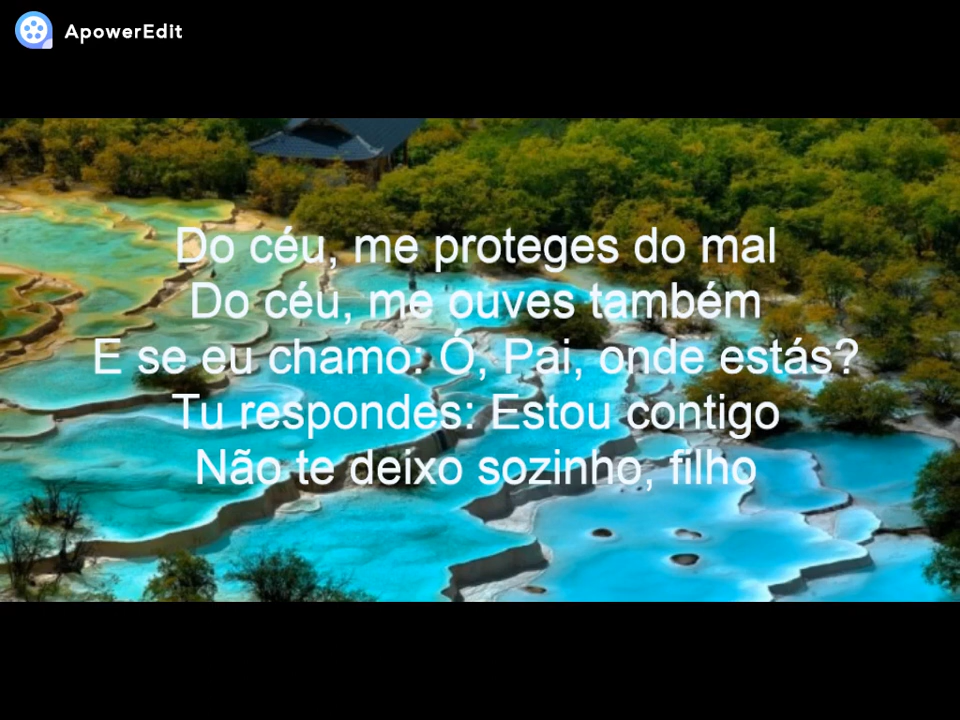 ApowerEdit
Do céu, me proteges do mal
Do céu, me ouves também
E se eu chamo: Ó, Pai, onde estás?
Tu respondes: Estou contigo
Não te deixo sozinho, filho